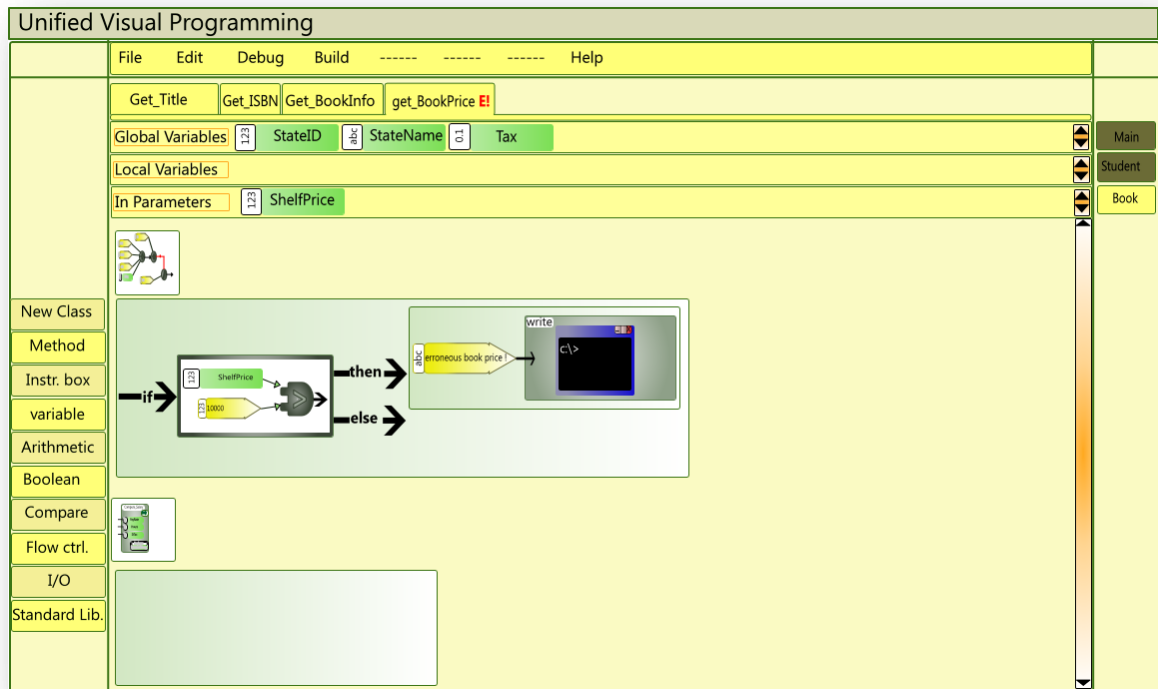 Unified Visual Programming
File Edit Debug Build ------ ------ ------ Help
Get_Title Get_ISBN Get_BookInfo get_BookPrice E!
Global Variables 123 StateID abc StateName 0.1 Tax
Local Variables
In Parameters 123 ShelfPrice
Main
Student
Book
New Class
Method
Instr. box
variable
Arithmetic
Boolean
Compare
Flow ctrl.
I/O
Standard Lib.
if
123 ShelfPrice
123 10000
>
then
else
abc erroneous book price !
write
c:\>